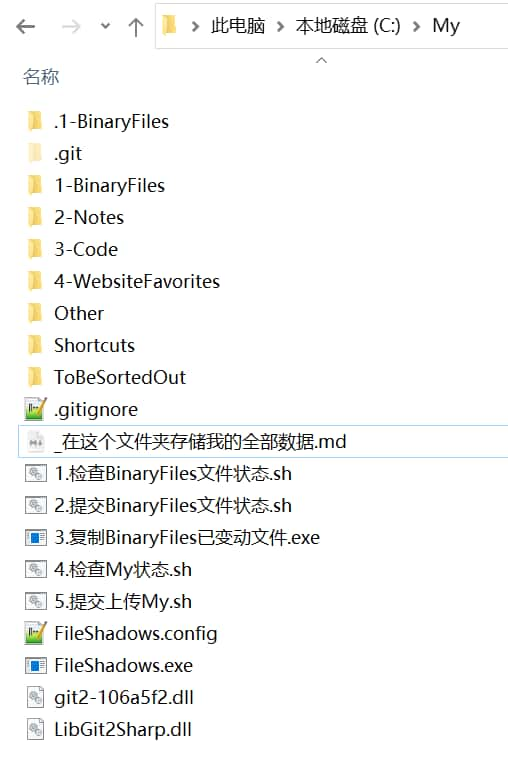 此电脑 本地磁盘 (C:) My
名称
.1-BinaryFiles
.git
1-BinaryFiles
2-Notes
3-Code
4-WebsiteFavorites
Other
Shortcuts
ToBeSortedOut
.gitignore
_在这个文件夹存储我的全部数据.md
1.检查BinaryFiles文件状态.sh
2.提交BinaryFiles文件状态.sh
3.复制BinaryFiles已变动文件.exe
4.检查My状态.sh
5.提交上传My.sh
FileShadows.config
FileShadows.exe
git2-106a5f2.dll
LibGit2Sharp.dll